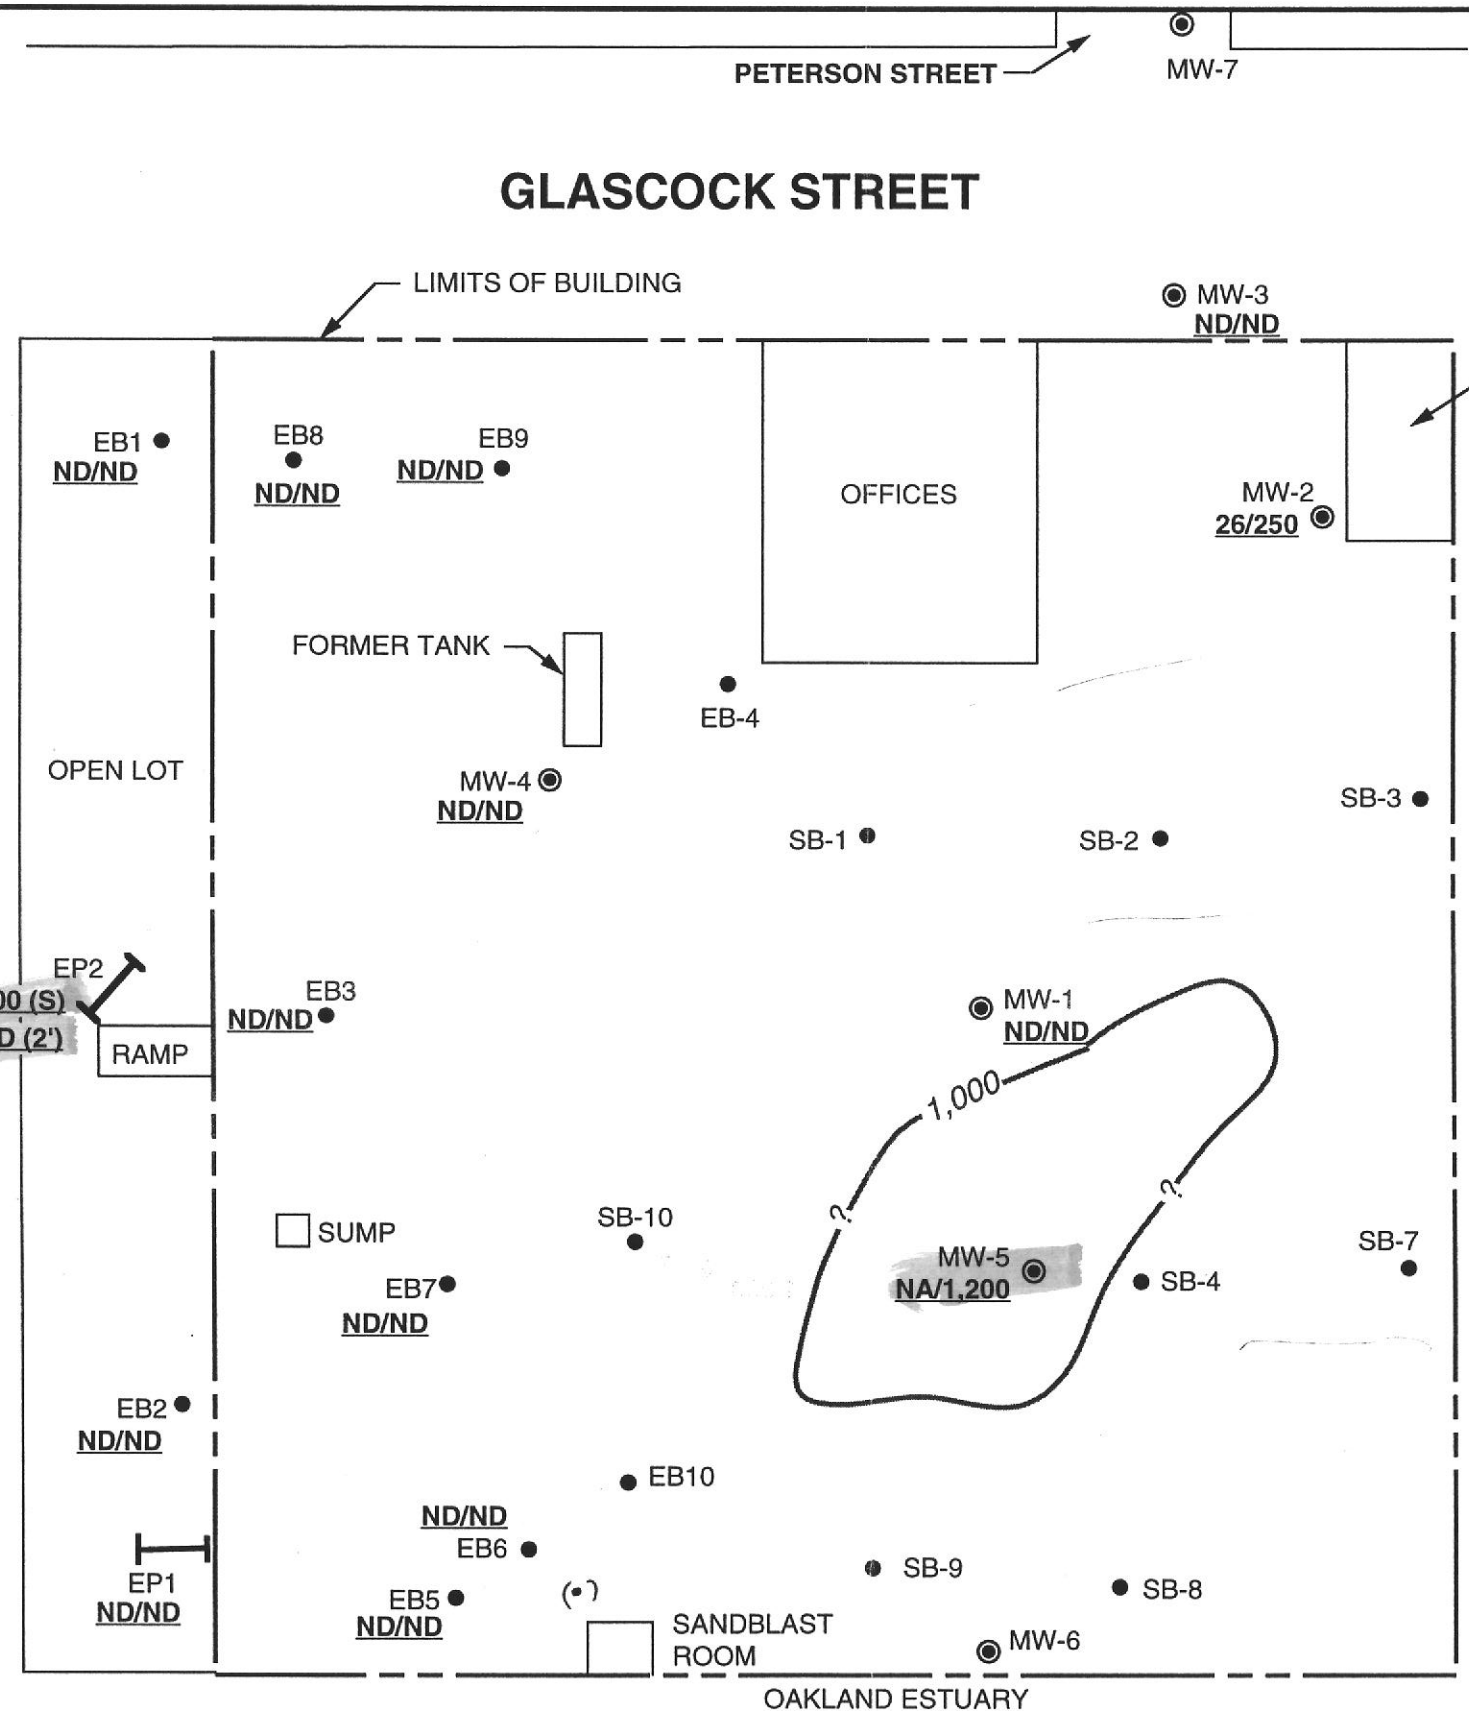 MW-7
PETERSON STREET
GLASCOCK STREET
LIMITS OF BUILDING
MW-3
ND/ND
EB1
ND/ND
EB8
ND/ND
EB9
ND/ND
OFFICES
MW-2
26/250
FORMER TANK
EB-4
OPEN LOT
MW-4
ND/ND
SB-1
SB-2
SB-3
EP2
00 (S)
D (2')
RAMP
EB3
ND/ND
MW-1
ND/ND
1,000
?
?
SUMP
SB-10
EB7
ND/ND
MW-5
NA/1,200
SB-4
SB-7
EB2
ND/ND
EB10
ND/ND
EB6
EP1
ND/ND
EB5
ND/ND
SB-9
SB-8
SANDBLAST
ROOM
MW-6
OAKLAND ESTUARY